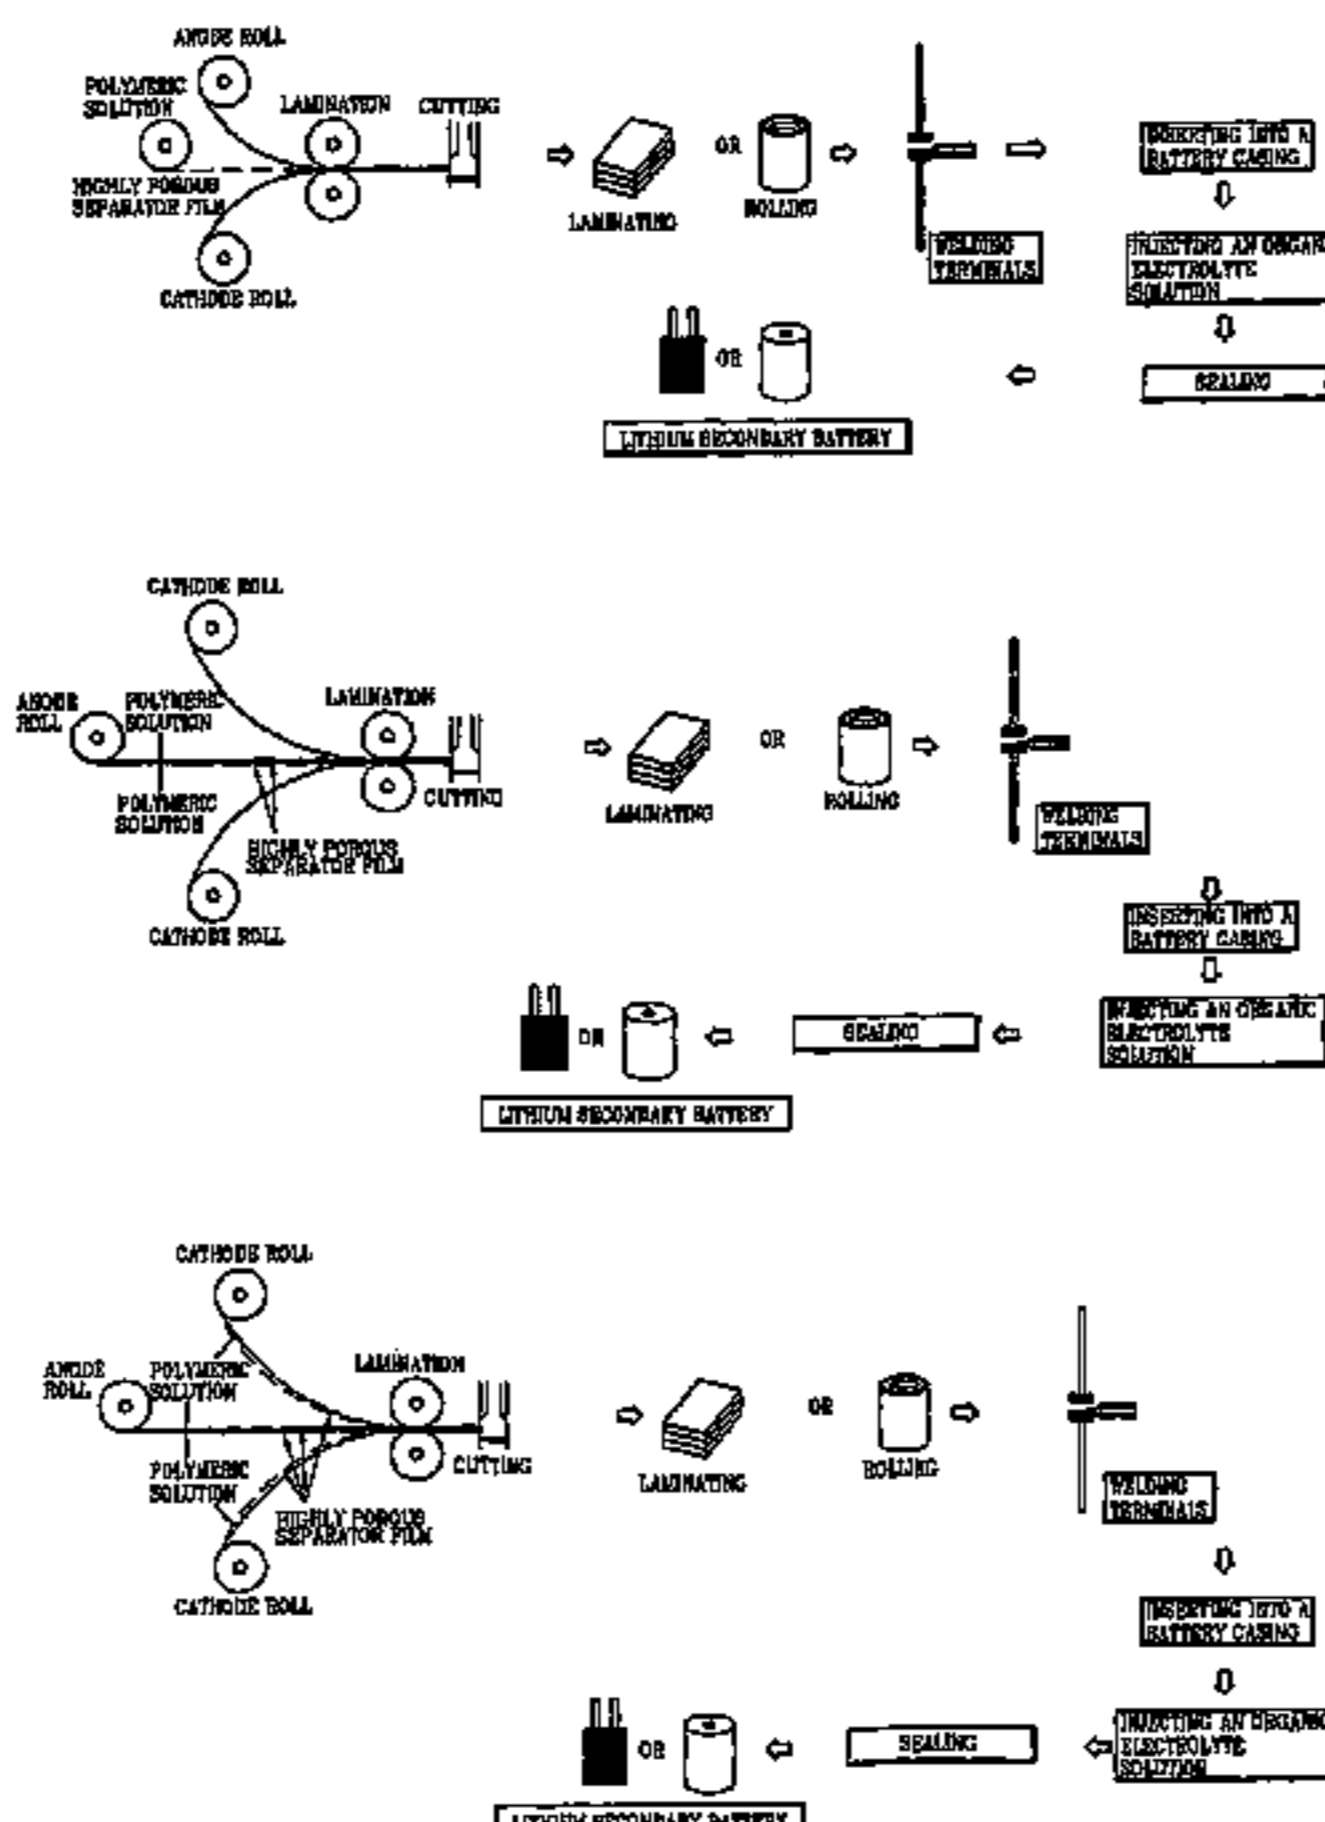 ANODE ROLL
POLYMERIC
SOLUTION
LAMINATION
CUTTING
HIGHLY POROUS
SEPARATOR FILM
CATHODE ROLL
LAMINATING
OR
ROLLING
WELDING
TERMINALS
INSERTING INTO A
BATTERY CASING
INJECTING AN
ELECTROLYTE
SOLUTION
SEALING
OR
LITHIUM SECONDARY BATTERY
CATHODE ROLL
ANODE
ROLL
POLYMERIC
SOLUTION
LAMINATION
CUTTING
POLYMERIC
SOLUTION
HIGHLY POROUS
SEPARATOR FILM
CATHODE ROLL
LAMINATING
OR
ROLLING
WELDING
TERMINALS
INSERTING INTO A
BATTERY CASING
INJECTING AN ORGANIC
ELECTROLYTE
SOLUTION
SEALING
OR
LITHIUM SECONDARY BATTERY
CATHODE ROLL
ANODE
ROLL
POLYMERIC
SOLUTION
LAMINATION
CUTTING
POLYMERIC
SOLUTION
HIGHLY POROUS
SEPARATOR FILM
CATHODE ROLL
LAMINATING
OR
ROLLING
WELDING
TERMINALS
INSERTING INTO A
BATTERY CASING
INJECTING AN
ELECTROLYTE
SOLUTION
SEALING
OR
LITHIUM SECONDARY BATTERY